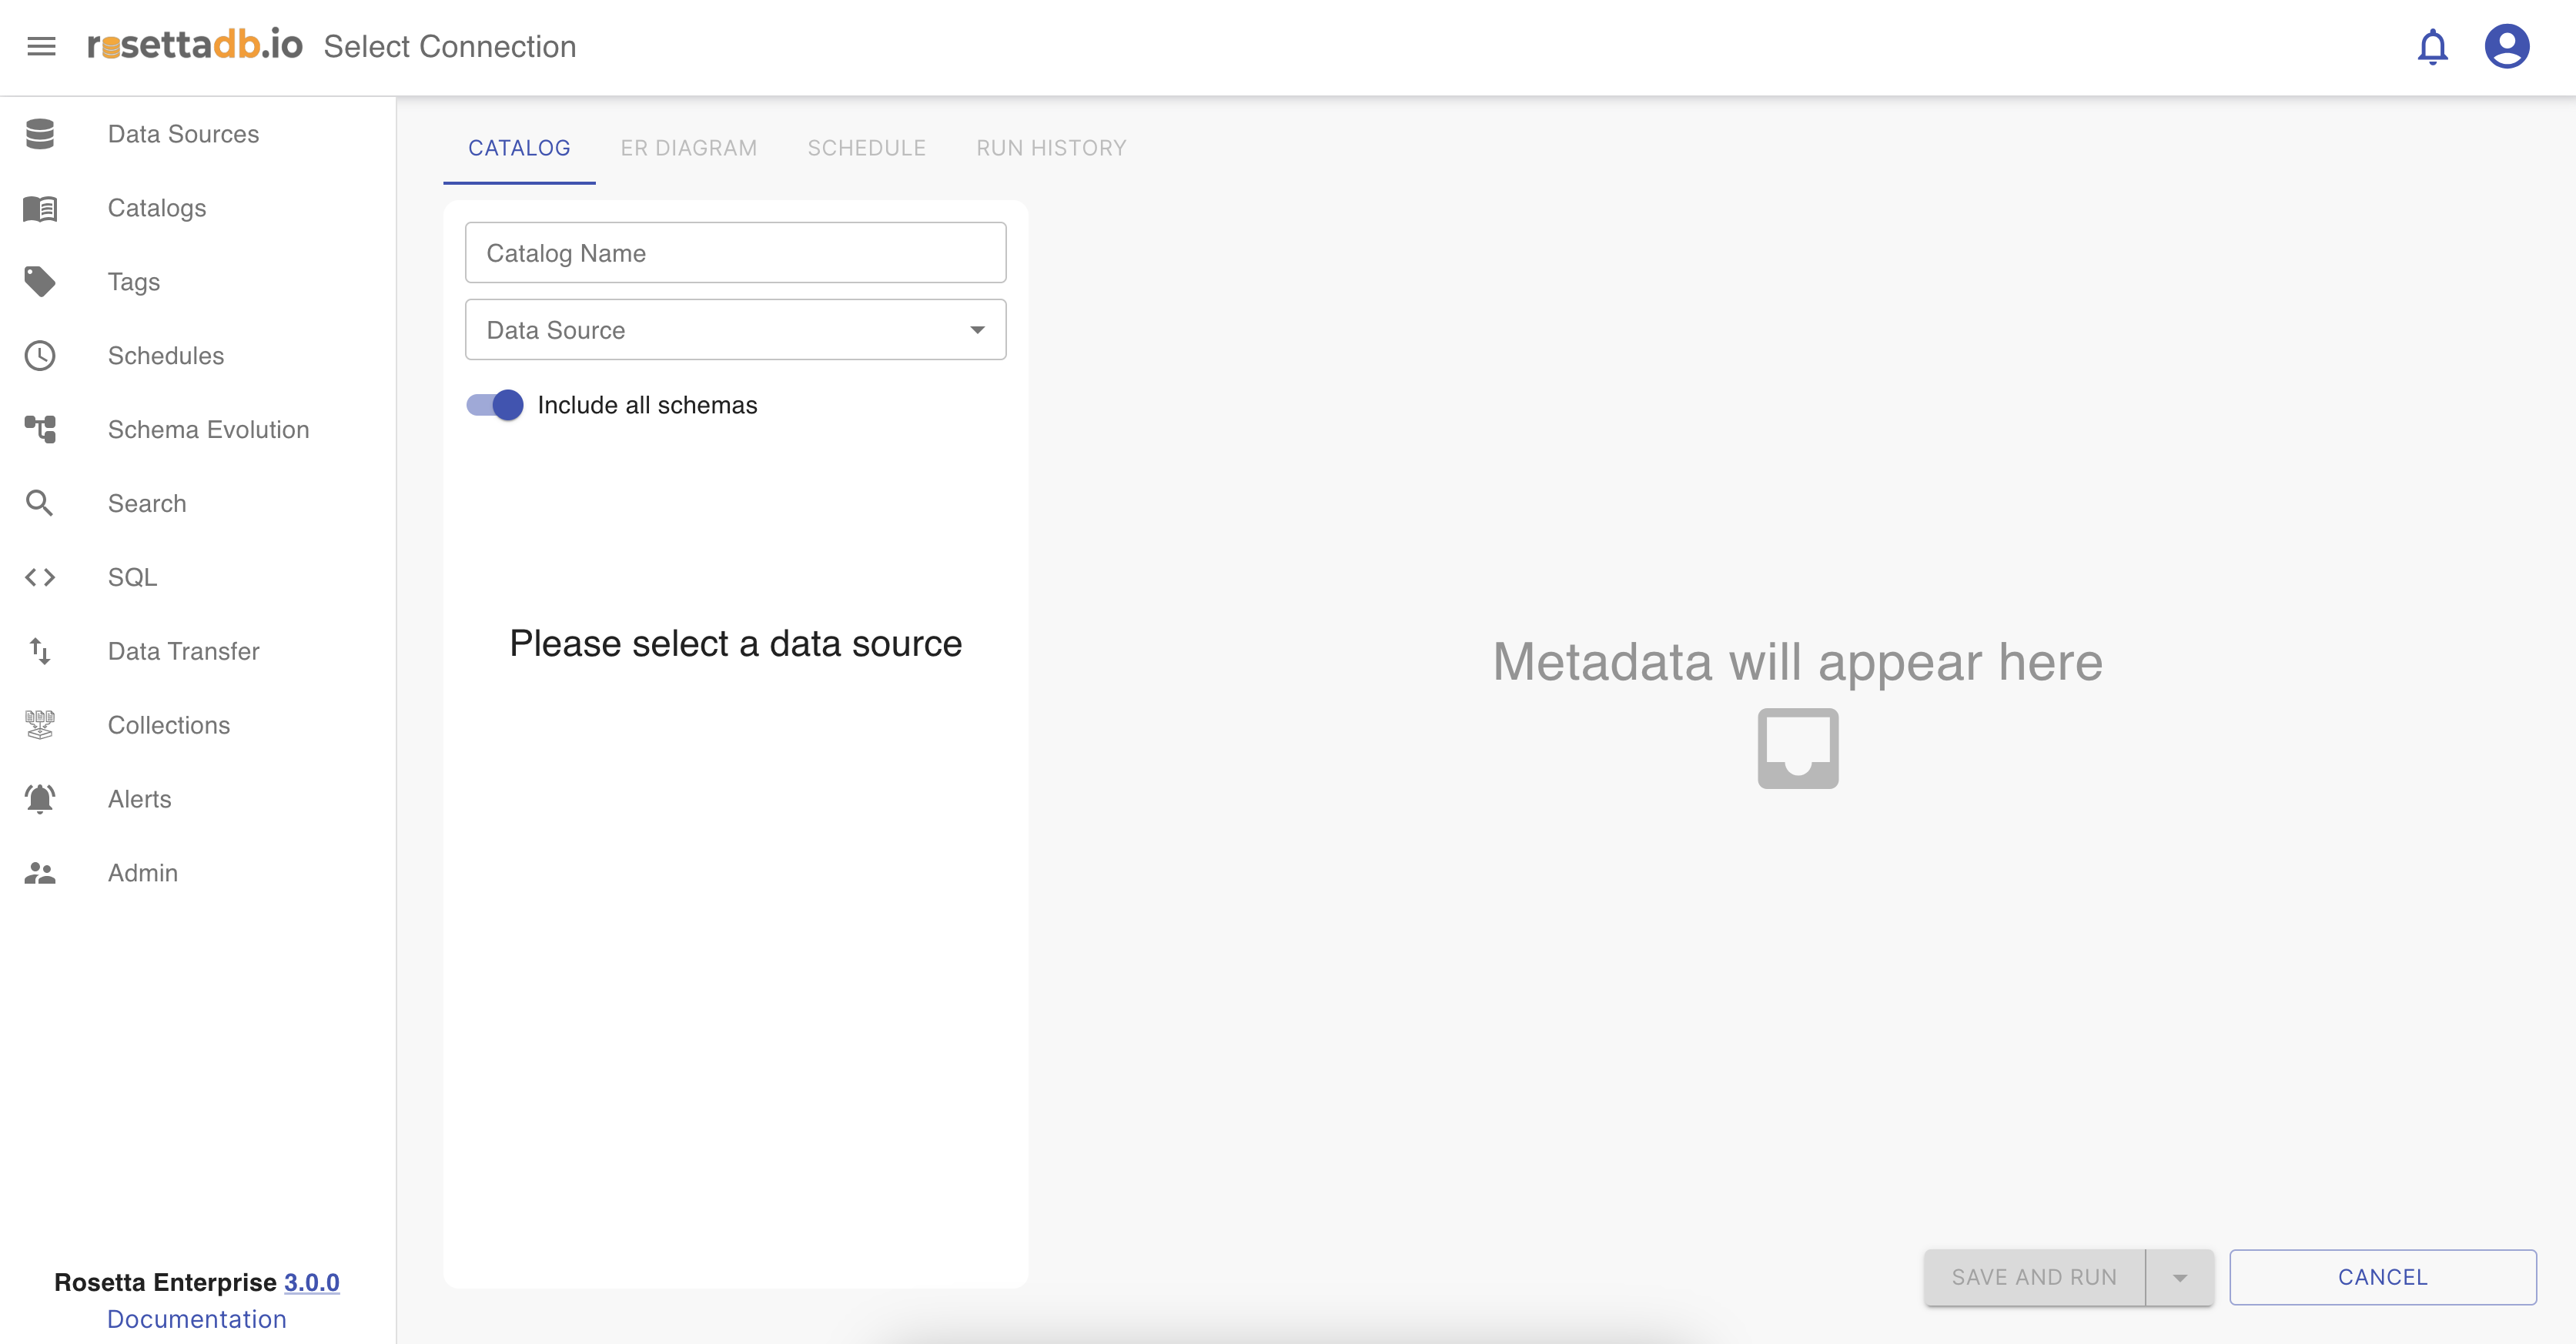 rosettadb.io Select Connection
Data Sources
Catalogs
Tags
Schedules
Schema Evolution
Search
SQL
Data Transfer
Collections
Alerts
Admin
Rosetta Enterprise 3.0.0
Documentation
CATALOG ER DIAGRAM SCHEDULE RUN HISTORY
Catalog Name
Data Source
Include all schemas
Please select a data source
Metadata will appear here
SAVE AND RUN CANCEL